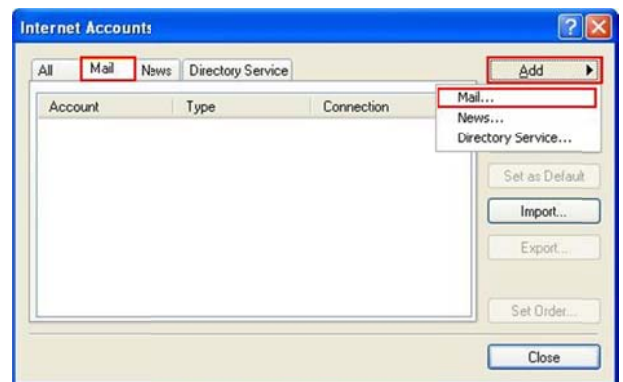 Internet Accounts
All Mail News Directory Service
Add
Account Type Connection
Mail...
News...
Directory Service...
Set as Default
Import...
Export...
Set Order...
Close